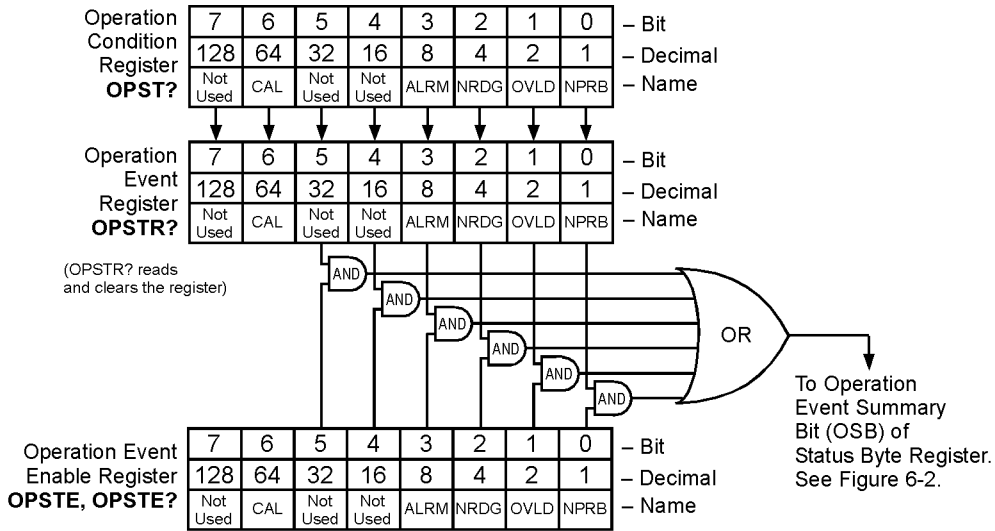 Operation
Condition
Register
OPST?
7 6 5 4 3 2 1 0 – Bit
128 64 32 16 8 4 2 1 – Decimal
Not Used CAL Not Used Not Used ALRM NRDG OVLD NPRB – Name
Operation
Event
Register
OPSTR?
7 6 5 4 3 2 1 0 – Bit
128 64 32 16 8 4 2 1 – Decimal
Not Used CAL Not Used Not Used ALRM NRDG OVLD NPRB – Name
(OPSTR? reads
and clears the register)
AND
AND
AND
AND
AND
AND
OR
To Operation
Event Summary
Bit (OSB) of
Status Byte Register.
See Figure 6-2.
Operation Event
Enable Register
OPSTE, OPSTE?
7 6 5 4 3 2 1 0 – Bit
128 64 32 16 8 4 2 1 – Decimal
Not Used CAL Not Used Not Used ALRM NRDG OVLD NPRB – Name